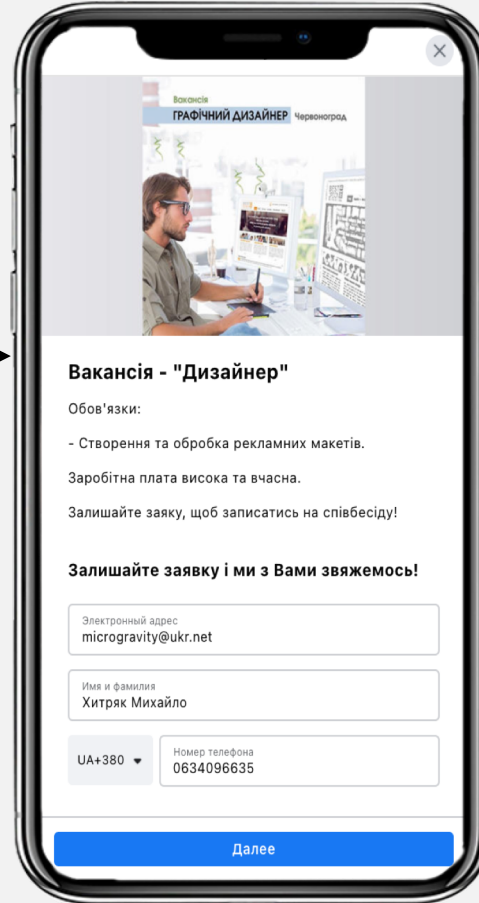 Вакансія
ГРАФІЧНИЙ ДИЗАЙНЕР Червоноград
Вакансія - "Дизайнер"
Обов'язки:
- Створення та обробка рекламних макетів.
Заробітна плата висока та вчасна.
Залишайте заяку, щоб записатись на співбесіду!
Залишайте заявку і ми з Вами звяжемось!
Электронный адрес
microgravity@ukr.net
Имя и фамилия
Хитряк Михайло
UA+380
Номер телефона
0634096635
Далее